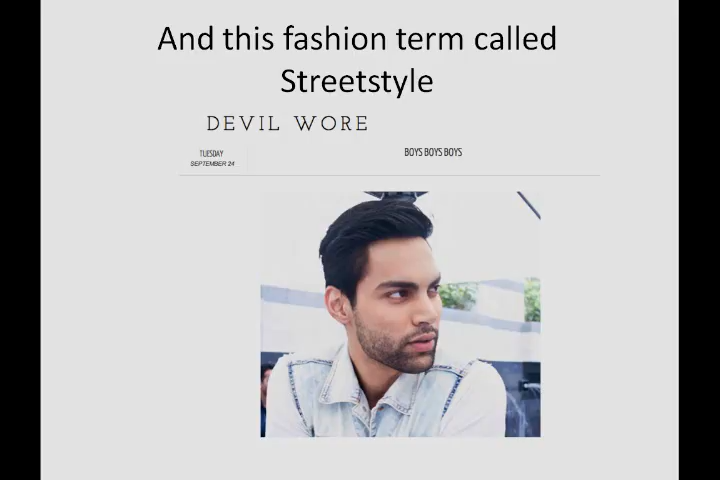 And this fashion term called
Streetstyle
DEVIL WORE
TUESDAY
SEPTEMBER 24
BOYS BOYS BOYS